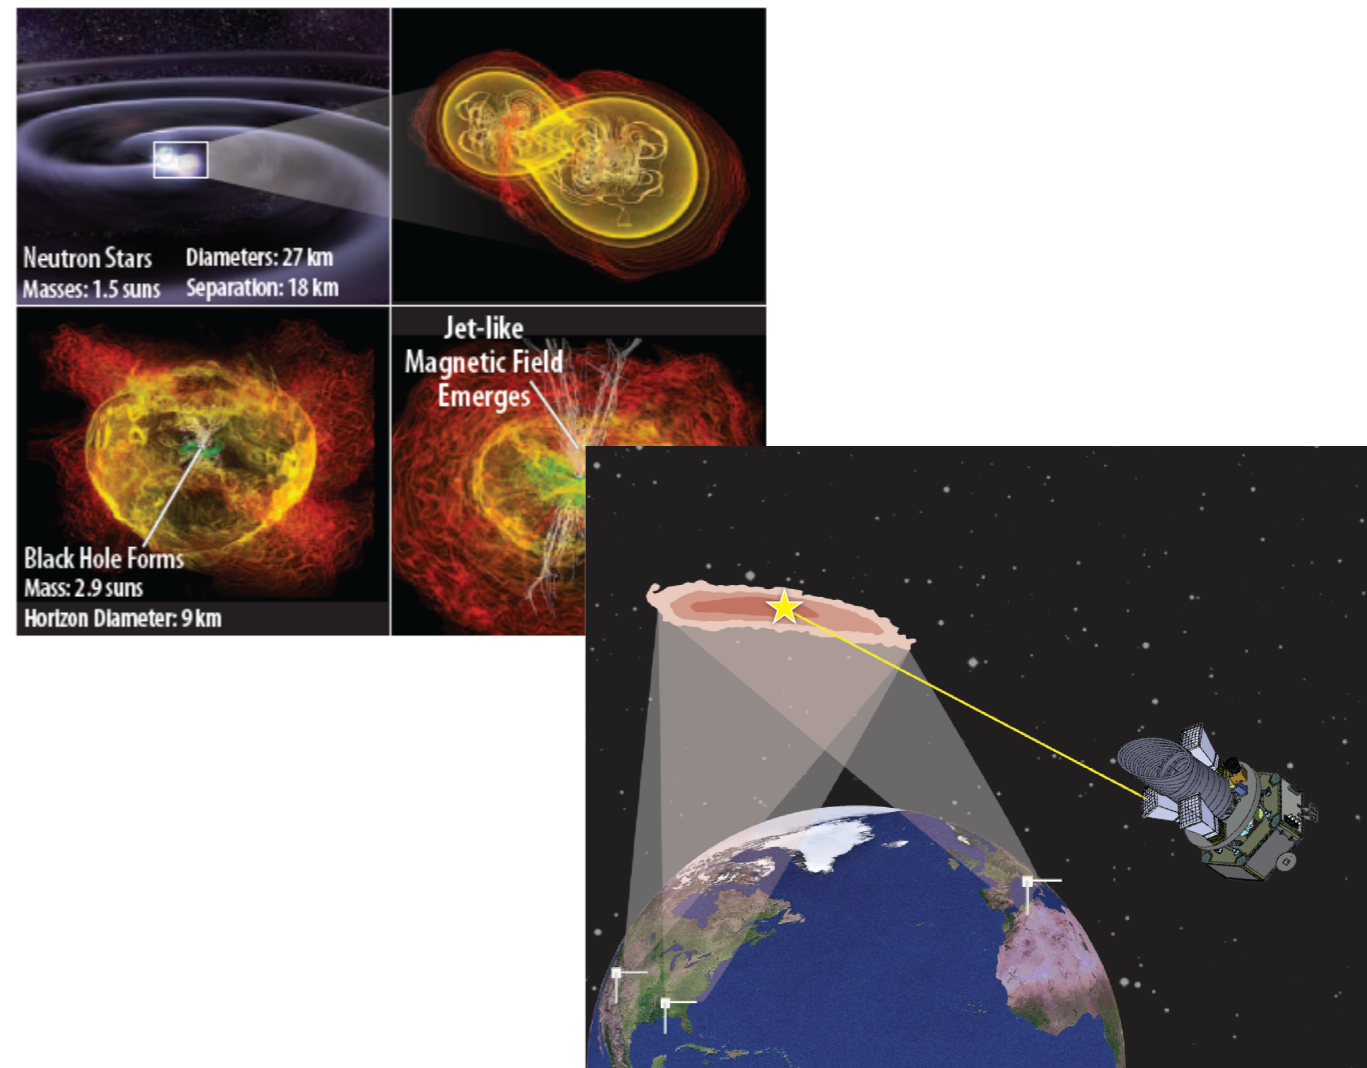 Neutron Stars
Masses: 1.5 suns
Diameters: 27 km
Separation: 18 km
Jet-like
Magnetic Field
Emerges
Black Hole Forms
Mass: 2.9 suns
Horizon Diameter: 9 km